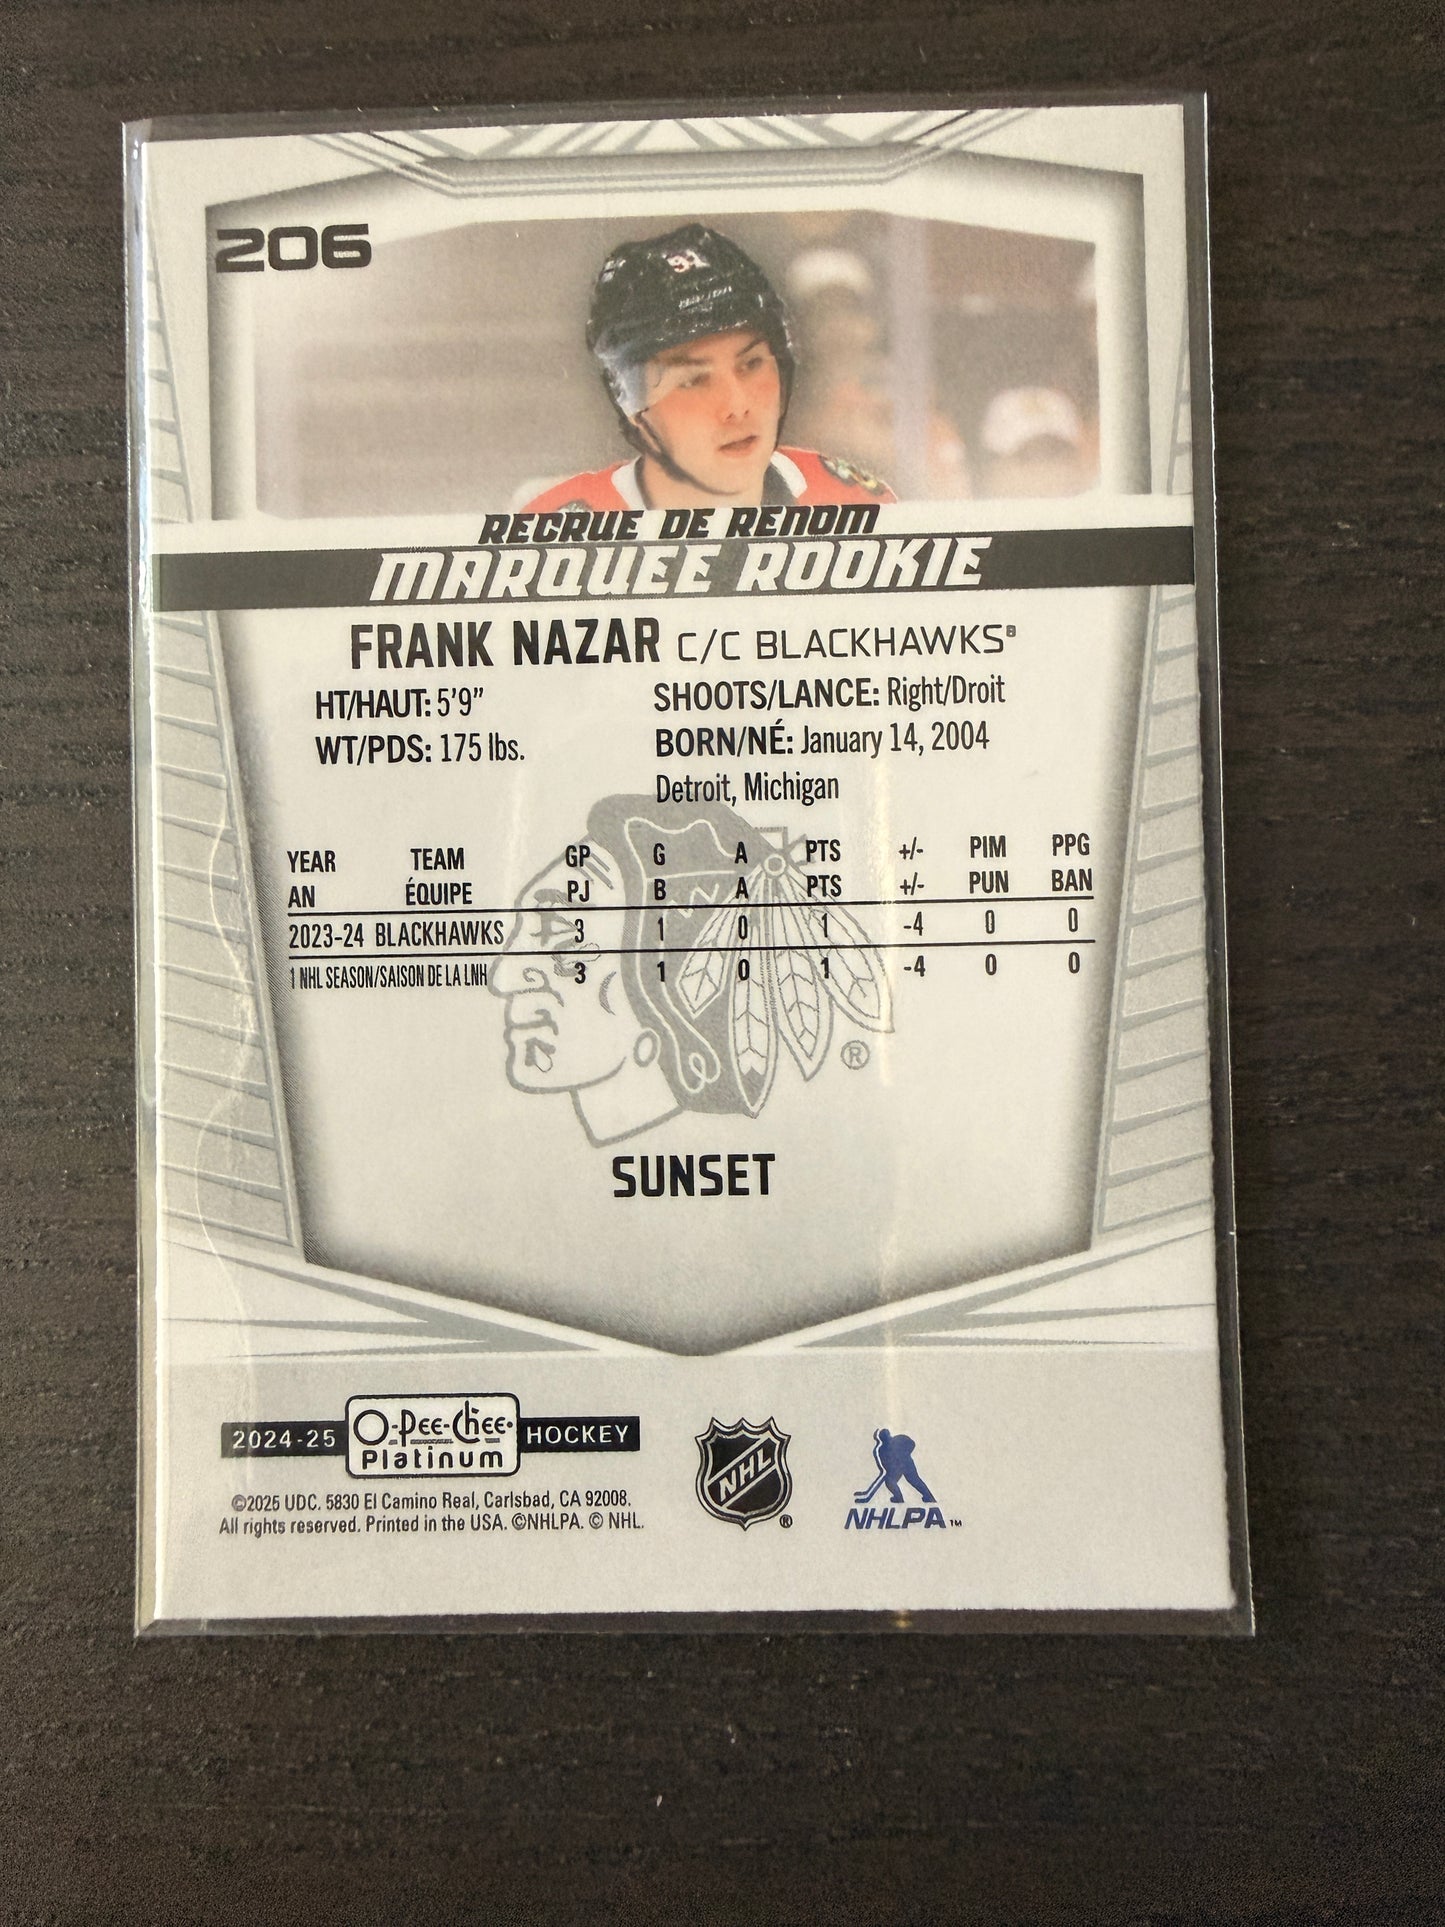 206
91
RECRUE DE RENOM
MARQUEE ROOKIE
FRANK NAZAR C/C BLACKHAWKS®
HT/HAUT: 5'9" SHOOTS/LANCE: Right/Droit
WT/PDS: 175 lbs. BORN/NÉ: January 14, 2004
Detroit, Michigan
YEAR TEAM GP G A PTS +/- PIM PPG
AN ÉQUIPE PJ B A PTS +/- PUN BAN
2023-24 BLACKHAWKS 3 1 0 1 -4 0 0
1 NHL SEASON/SAISON DE LA LNH 3 1 0 1 -4 0 0
®
SUNSET
2024-25 O-Pee-Chee Platinum HOCKEY
©2025 UDC. 5830 El Camino Real, Carlsbad, CA 92008.
All rights reserved. Printed in the USA. ©NHLPA. © NHL.
NHL ®
NHLPA™